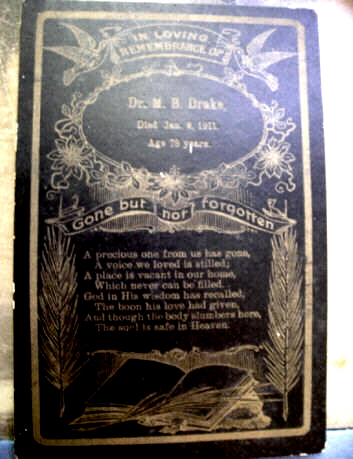 IN LOVING
REMEMBRANCE OF
Dr. M. B. Drake,
Died Jan. 8, 1911.
Age 78 years.
Gone but not forgotten
A precious one from us has gone,
A voice we loved is stilled;
A place is vacant in our home,
Which never can be filled.
God in His wisdom has recalled,
The boon his love had given,
And though the body slumbers here,
The soul is safe in Heaven.